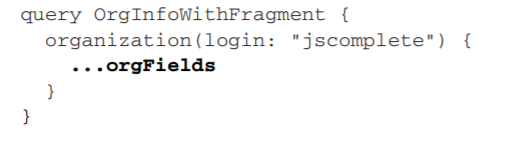 query OrgInfoWithFragment {
  organization(login: "jscomplete") {
    ...orgFields
  }
}